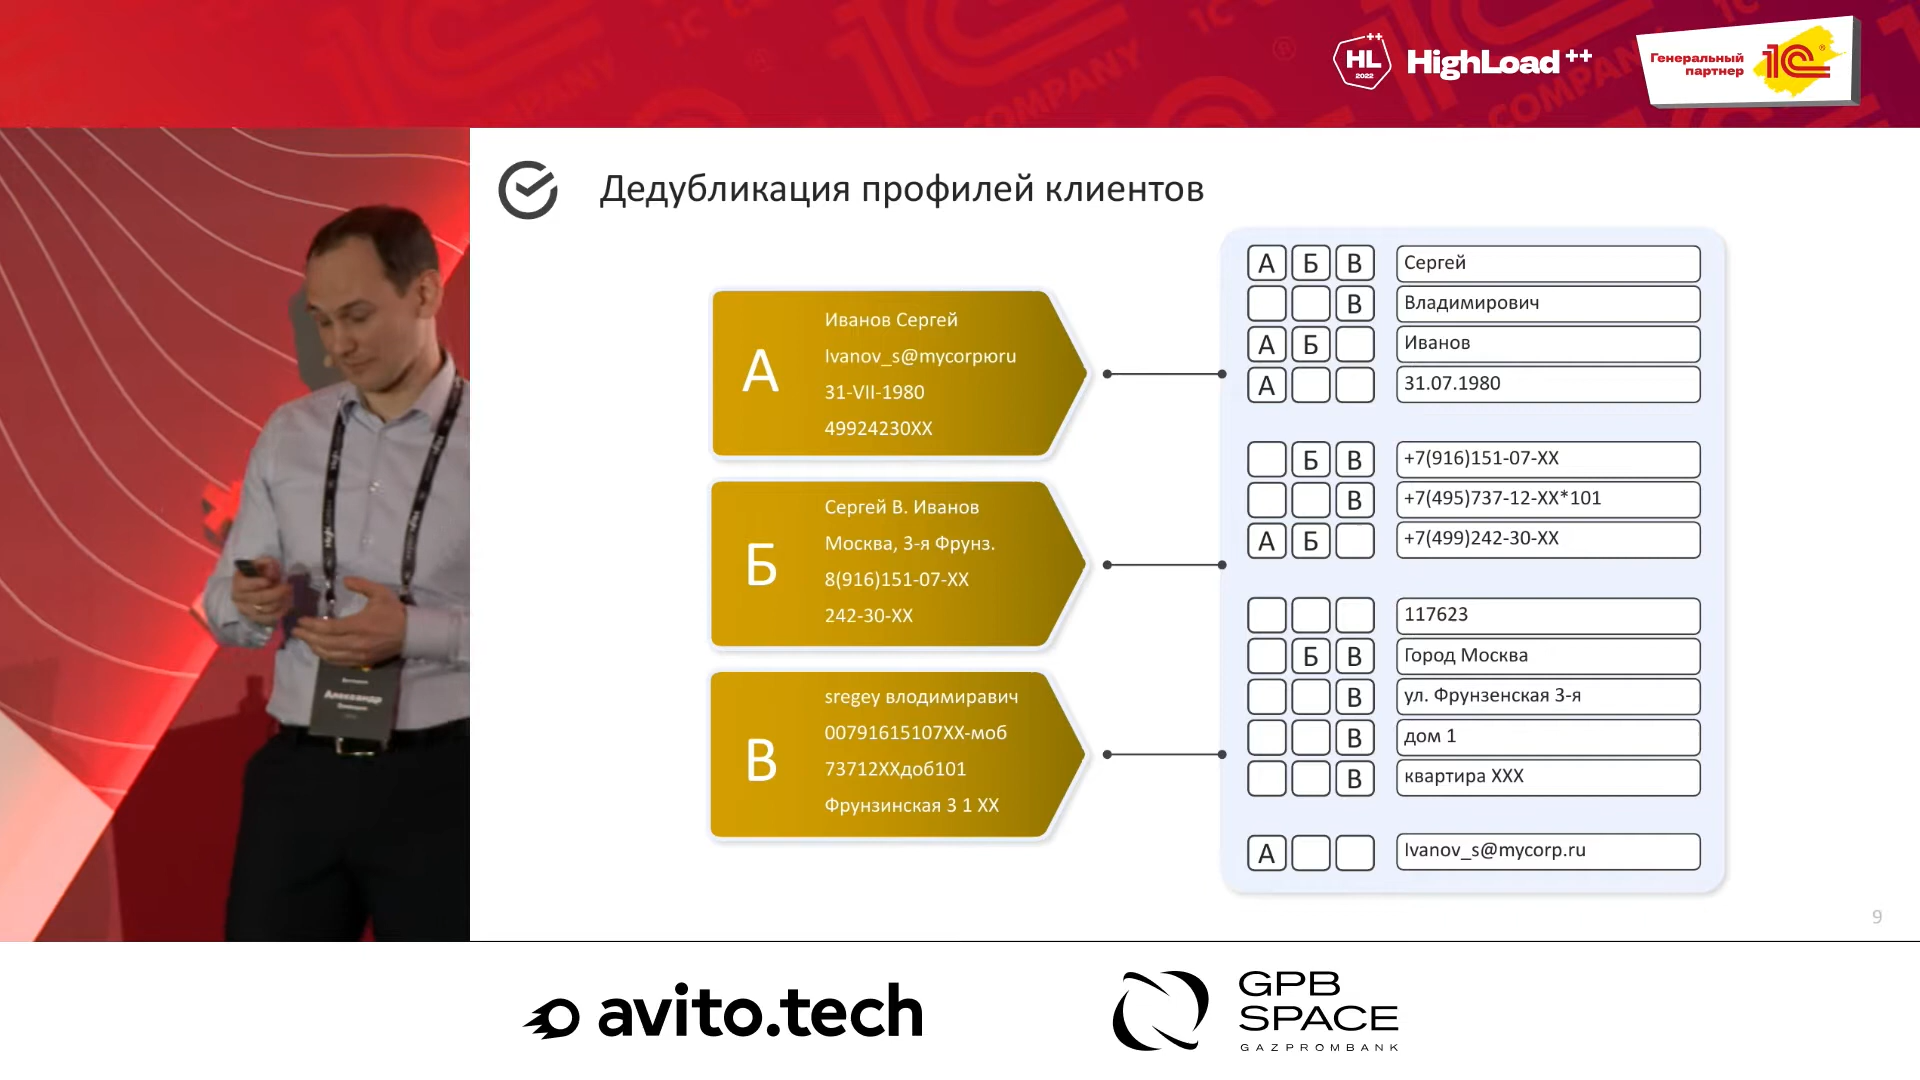 HL
++
2022
HighLoad++
Генеральный
партнер
1С
Дедубликация профилей клиентов
А
Иванов Сергей
Ivanov_s@mycorpюru
31-VII-1980
49924230XX
Б
Сергей В. Иванов
Москва, 3-я Фрунз.
8(916)151-07-XX
242-30-XX
В
sregey влодимиравич
00791615107XX-моб
73712XXдоб101
Фрунзинская 3 1 XX
А Б В Сергей
В Владимирович
А Б Иванов
А 31.07.1980
Б В +7(916)151-07-XX
В +7(495)737-12-XX*101
А Б +7(499)242-30-XX
117623
Б В Город Москва
В ул. Фрунзенская 3-я
В дом 1
В квартира XXX
А Ivanov_s@mycorp.ru
9
Александр
avito.tech
GPB
SPACE
GAZPROMBANK